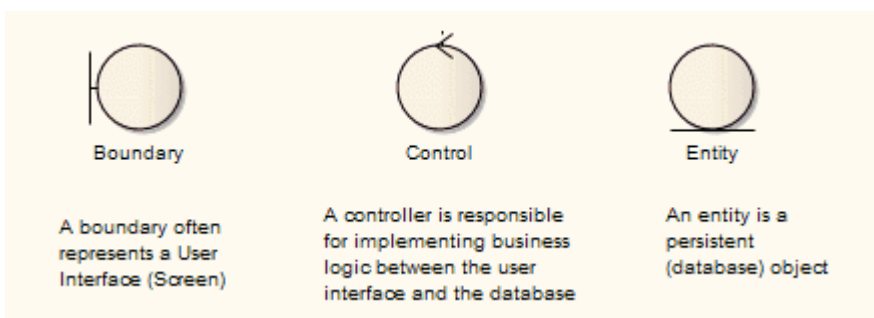 Boundary
Control
Entity
A boundary often
represents a User
Interface (Screen)
A controller is responsible
for implementing business
logic between the user
interface and the database
An entity is a
persistent
(database) object